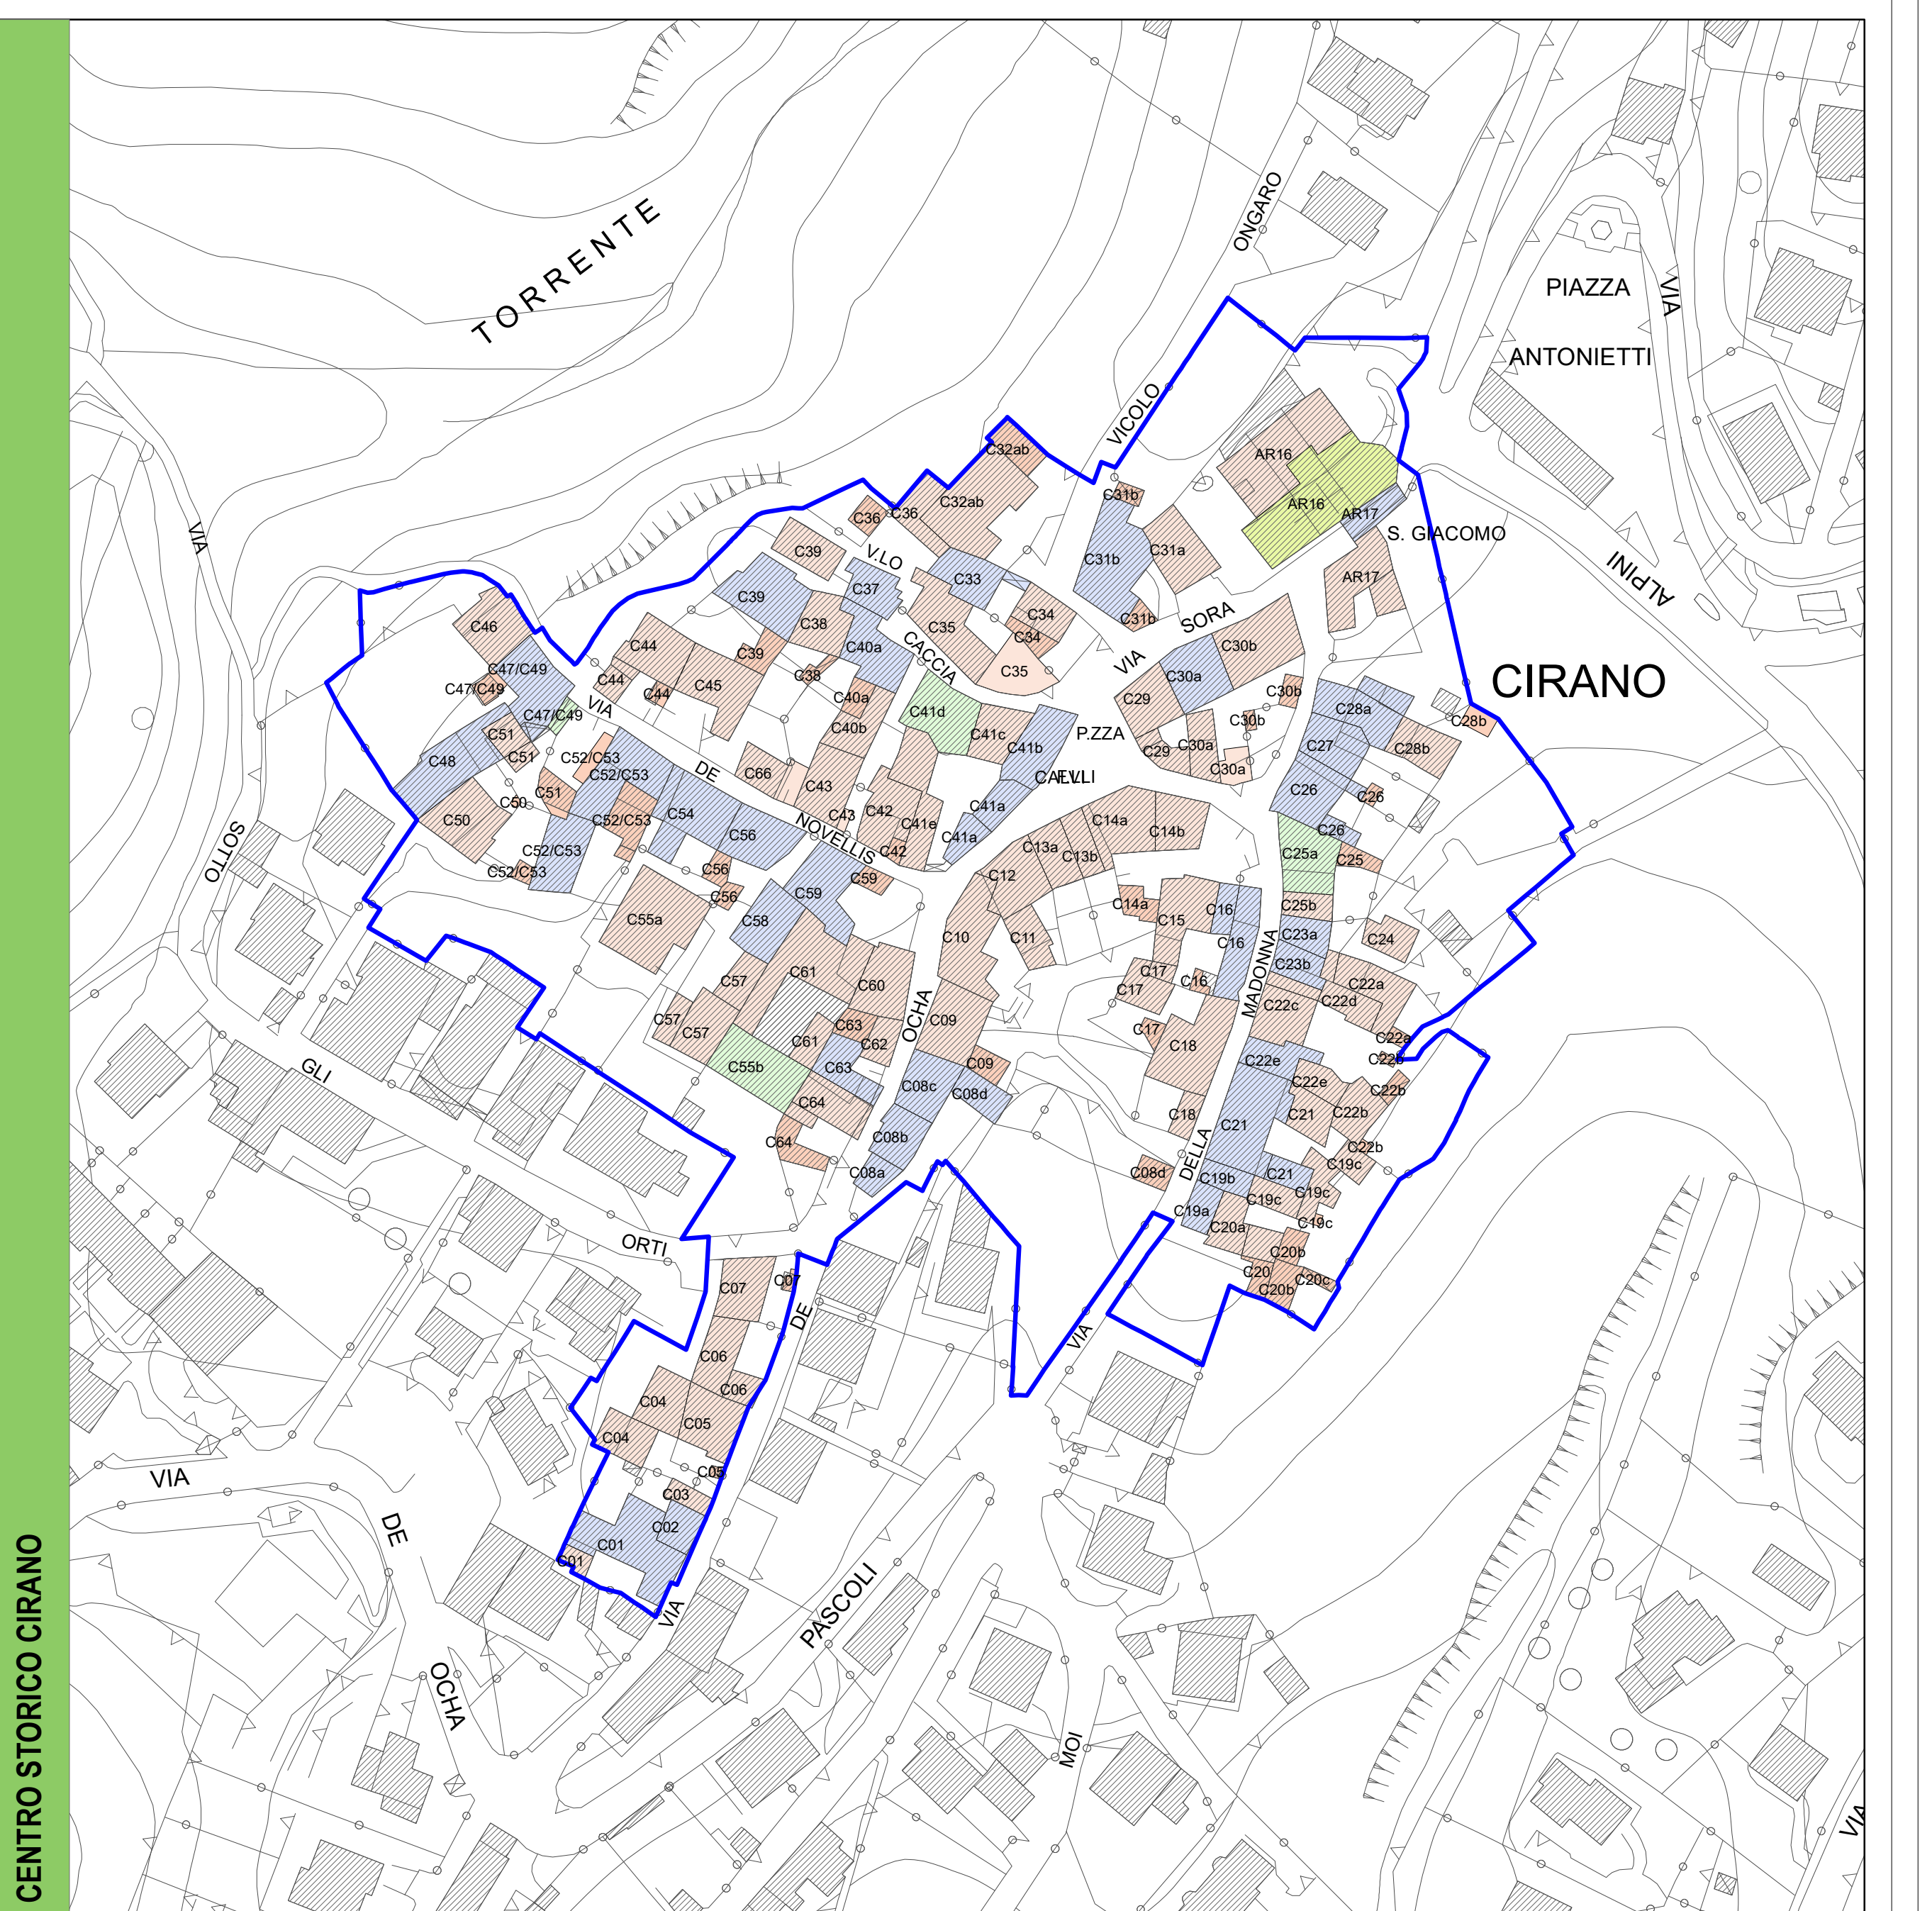 TORRENTE
ONGARO
PIAZZA
VIA
ANTONIETTI
VICOLO
C32ab
AR16
C31b
C32ab
C36
C36
AR16
AR17
VIA
S. GIACOMO
V.LO
C39
C31a
C31b
ALPINI
AR17
C33
C37
C39
C34
SORA
C31b
C46
C38
C35
C34
C44
C40a
CACCIA
C30b
VIA
C47/C49
C39
C35
C38
C30a
CIRANO
C47/C49
C44
C44
C45
C40a
C29
C30b
VIA
C47/C49
C41d
C28a
C30b
C28b
C51
C40b
C41c
P.ZZA
C41b
C29
C30a
C27
C28b
C51
C48
C52/C53
C52/C53
DE
C66
C30a
C43
C51
C50
C26
C26
C50
C54
C42
C43
C41a
C14a
C52/C53
NOVELLIS
C41e
C56
C41a
C14b
C26
C13a
C13b
C42
SOTTO
C52/C53
C25a
C25
C52/C53
C56
C12
C59
C56
C59
C14a
C25b
C55a
C58
C15
C16
C10
C11
C16
C23a
C24
MADONNA
C23b
C57
C61
C17
C16
C22a
C60
C17
C22d
C22c
OCHA
C57
C57
C63
C09
C17
C61
C62
C18
C22a
C22b
C22e
GLI
C55b
C63
C09
C08c
C08d
C22e
C22b
C64
C18
C21
C22b
C21
C64
C08b
C22b
DELLA
C08a
C08d
C21
C19c
C19b
C19c
C19c
C19a
C20a
C19c
ORTI
C20b
C20
C20c
C20b
C07
C07
DE
VIA
C06
C06
C04
C05
C04
C05
VIA
C03
C02
DE
C01
C01
VIA
PASCOLI
OCHA
MOI
VIA
CENTRO STORICO CIRANO